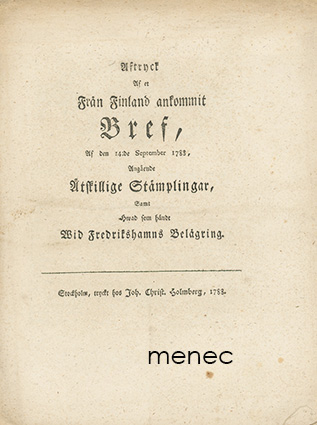 Aftryck
Af et
Från Finland ankommit
Bref,
Af den 14:de September 1788,
Angående
Åtskillige Stämplingar,
Samt
Hwad som händt
Wid Fredrikshamns Belägring.
Stockholm, tryckt hos Joh. Christ. Holmberg, 1788.
menec